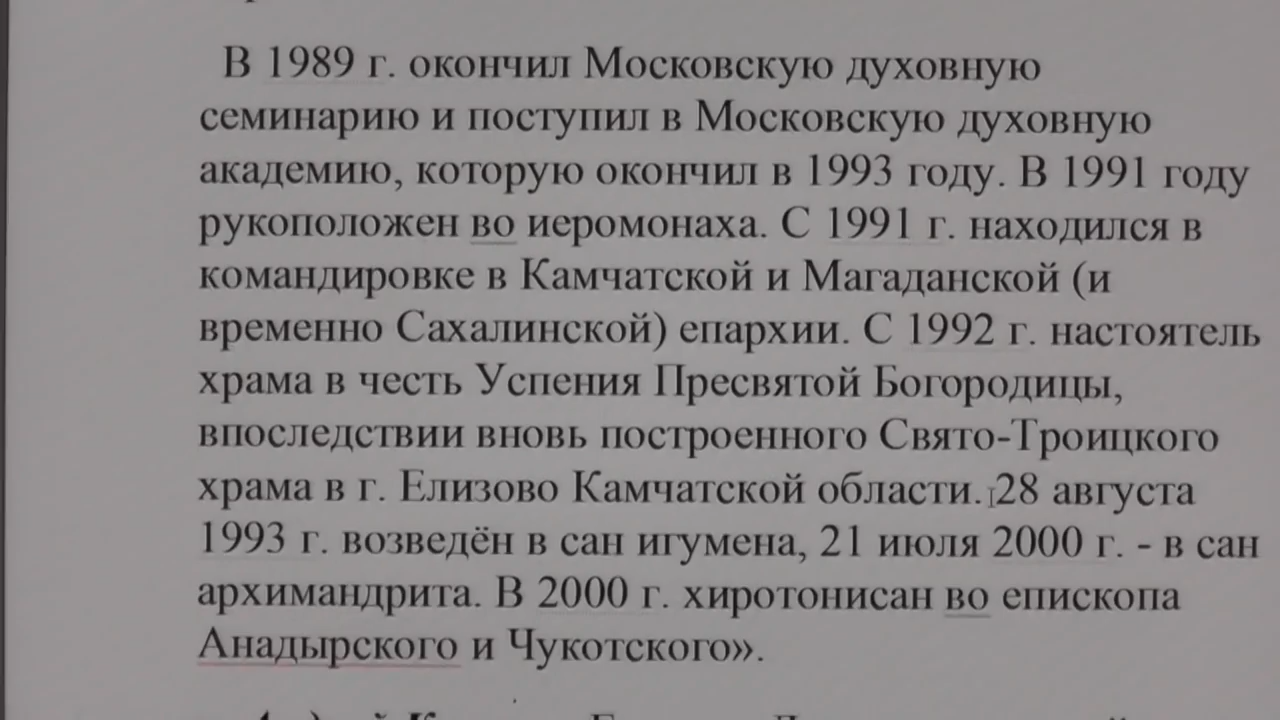 В 1989 г. окончил Московскую духовную
семинарию и поступил в Московскую духовную
академию, которую окончил в 1993 году. В 1991 году
рукоположен во иеромонаха. С 1991 г. находился в
командировке в Камчатской и Магаданской (и
временно Сахалинской) епархии. С 1992 г. настоятель
храма в честь Успения Пресвятой Богородицы,
впоследствии вновь построенного Свято-Троицкого
храма в г. Елизово Камчатской области. 28 августа
1993 г. возведён в сан игумена, 21 июля 2000 г. - в сан
архимандрита. В 2000 г. хиротонисан во епископа
Анадырского и Чукотского».